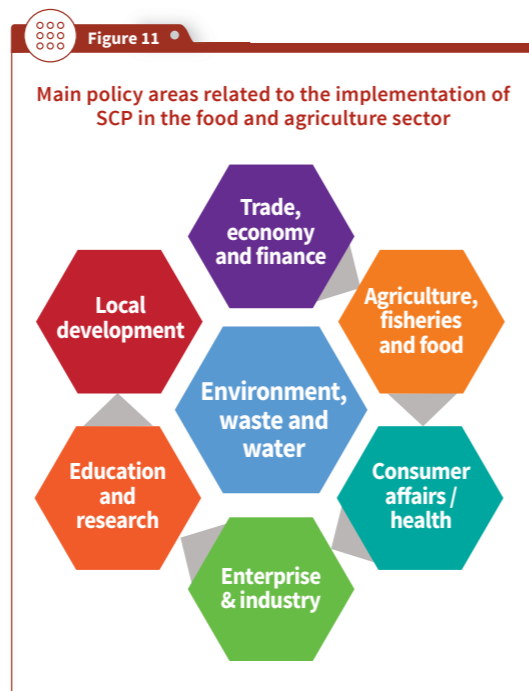 Figure 11
Main policy areas related to the implementation of
SCP in the food and agriculture sector
Trade,
economy
and finance
Agriculture,
fisheries
and food
Consumer
affairs /
health
Enterprise
& industry
Education
and
research
Local
development
Environment,
waste and
water